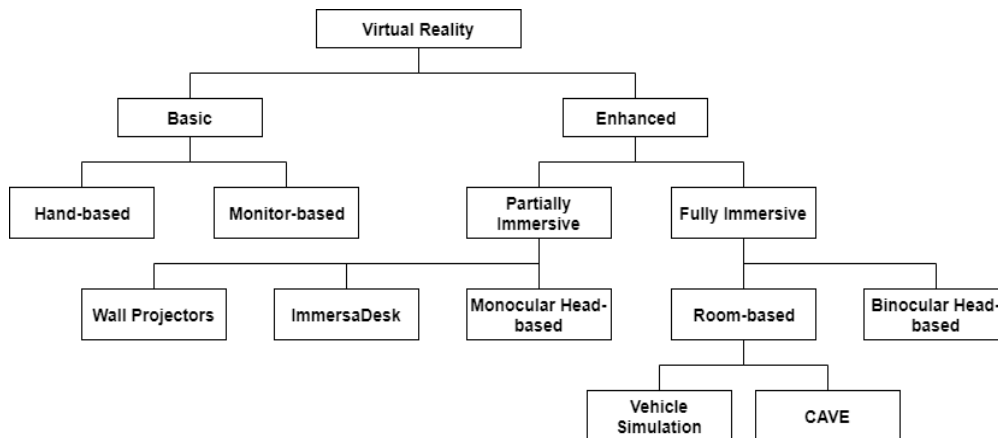 Virtual Reality
Basic
Enhanced
Hand-based
Monitor-based
Partially
Immersive
Fully Immersive
Wall Projectors
ImmersaDesk
Monocular Head-
based
Room-based
Binocular Head-
based
Vehicle
Simulation
CAVE